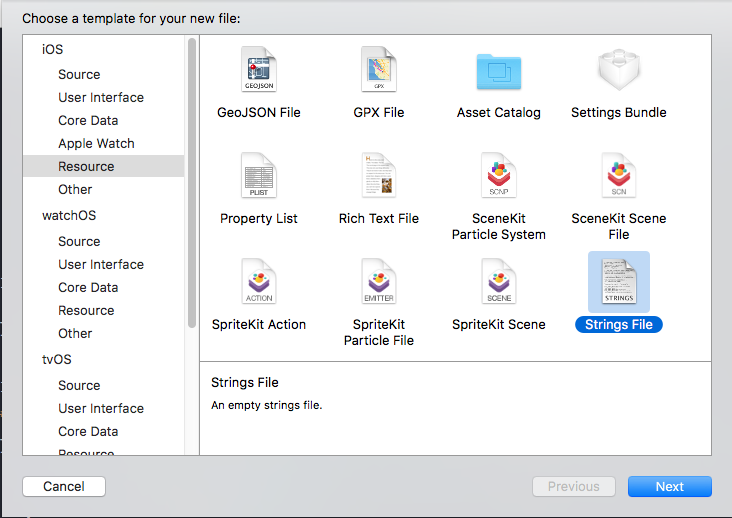 Choose a template for your new file:
iOS
Source
User Interface
Core Data
Apple Watch
Resource
Other
watchOS
Source
User Interface
Core Data
Resource
Other
tvOS
Source
User Interface
Core Data
Resource
GEOJSON
GPX
GeoJSON File
GPX File
Asset Catalog
Settings Bundle
PLIST
SCNP
SCN
Property List
Rich Text File
SceneKit
Particle System
SceneKit Scene
File
ACTION
EMITTER
SCENE
STRINGS
SpriteKit Action
SpriteKit
Particle File
SpriteKit Scene
Strings File
Strings File
An empty strings file.
Cancel
Previous
Next